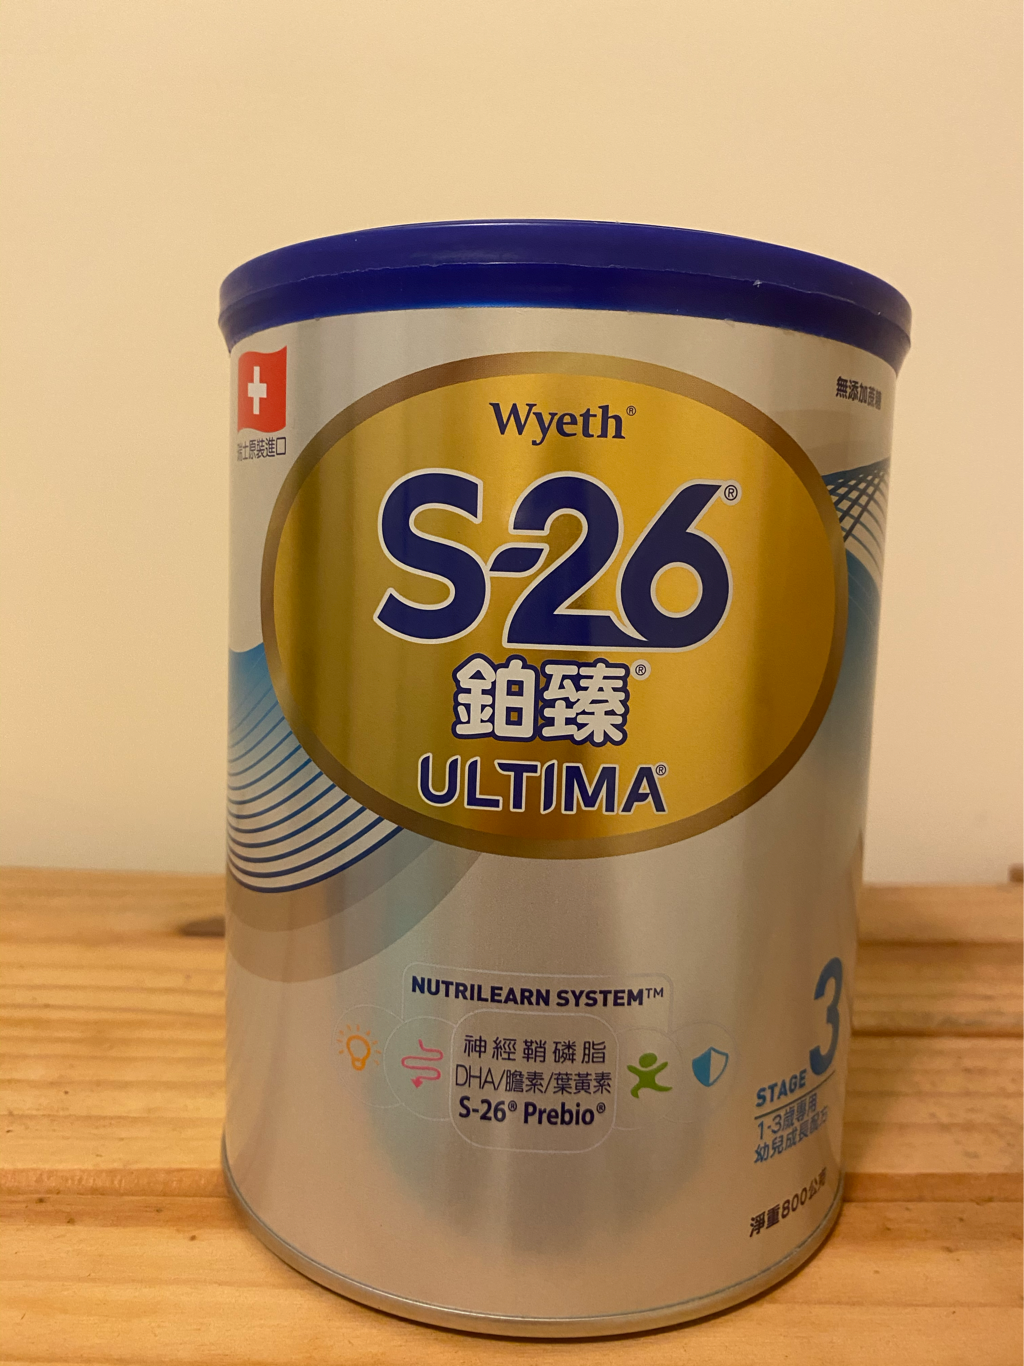 瑞士原裝進口
無添加蔗糖
Wyeth®
S-26®
鉑臻®
ULTIMA®
NUTRILEARN SYSTEM™
神經鞘磷脂
DHA/膽素/葉黃素
S-26® Prebio®
3
STAGE
1-3歲專用
幼兒成長配方
淨重800公克